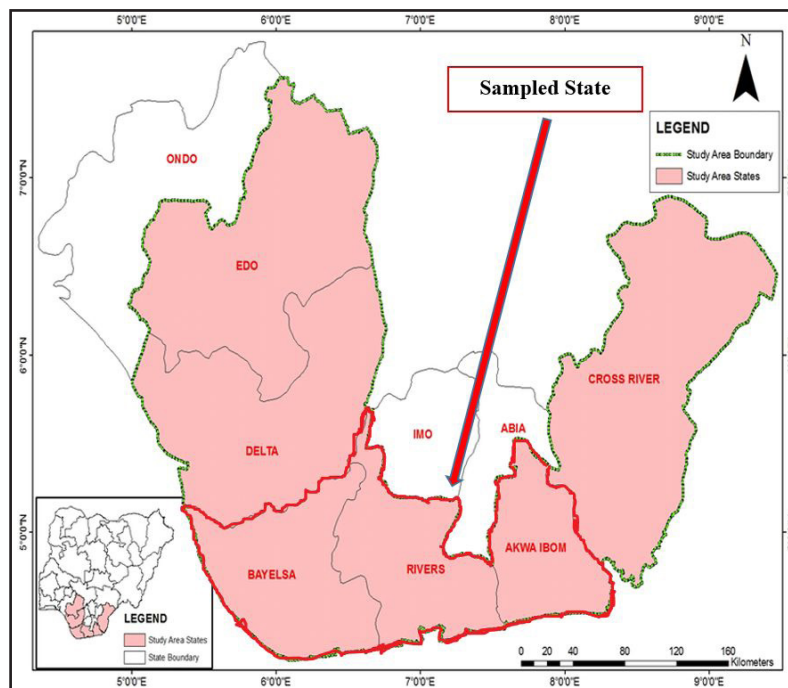 5°0'0"E 6°0'0"E 7°0'0"E 8°0'0"E 9°0'0"E
N
Sampled State
LEGEND
Study Area Boundary
Study Area States
ONDO
7°0'0"N
EDO
6°0'0"N
CROSS RIVER
IMO
ABIA
DELTA
5°0'0"N
AKWA IBOM
BAYELSA
RIVERS
LEGEND
Study Area States
State Boundary
0 20 40 80 120 160
Kilometers
5°0'0"E 6°0'0"E 7°0'0"E 8°0'0"E 9°0'0"E